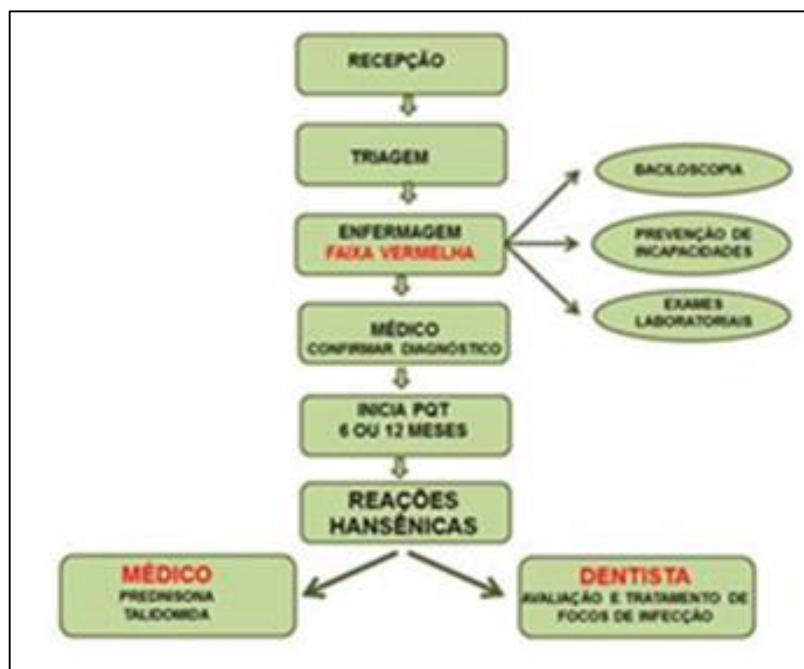 RECEPÇÃO
TRIAGEM
ENFERMAGEM
FAIXA VERMELHA
BACILOSCOPIA
PREVENÇÃO DE
INCAPACIDADES
EXAMES
LABORATORIAIS
MÉDICO
CONFIRMAR DIAGNÓSTICO
INICIA PQT
6 OU 12 MESES
REAÇÕES
HANSÊNICAS
MÉDICO
PREDNISONA
TALIDOMIDA
DENTISTA
AVALIAÇÃO E TRATAMENTO DE
FOCOS DE INFECÇÃO